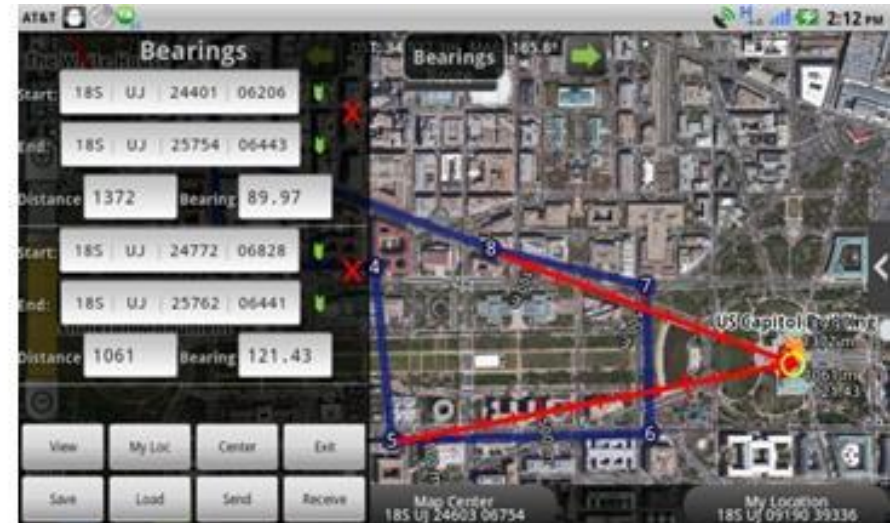 AT&T
2:12 PM
Bearings
Bearings
165.8°
Start: 18S UJ 24401 06206
End: 18S UJ 25754 06443
Distance 1372 Bearing 89.97
Start: 18S UJ 24772 06828
End: 18S UJ 25762 06441
Distance 1061 Bearing 121.43
4
8
7
5
6
US Capitol Building
View My Loc Center Exit
Save Load Send Receive
Map Center
18S UJ 24603 06754
My Location
18S UJ 09190 39336